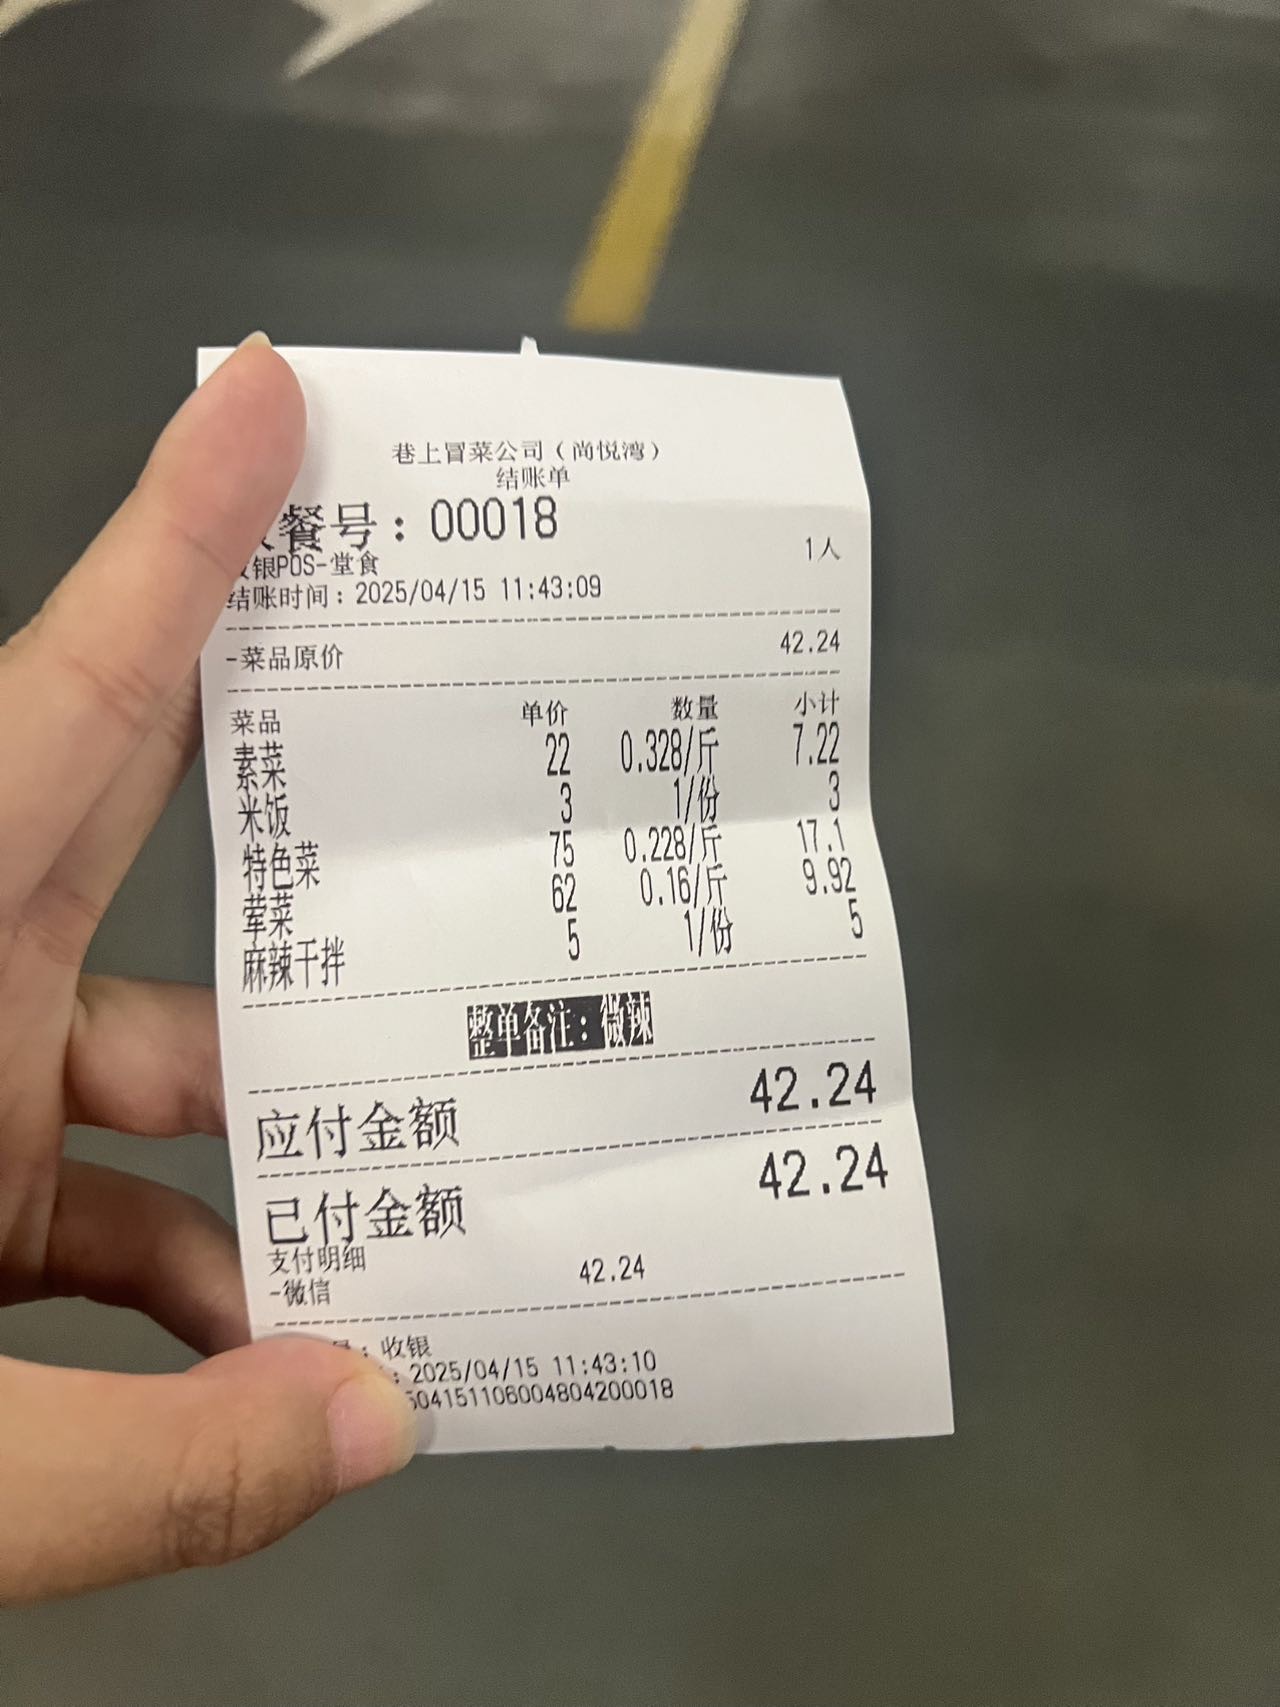 巷上冒菜公司（尚悦湾）
结账单
餐号：00018
银POS-堂食 1人
结账时间：2025/04/15 11:43:09
-菜品原价 42.24
菜品 单价 数量 小计
素菜 22 0.328/斤 7.22
米饭 3 1/份 3
特色菜 75 0.228/斤 17.1
荤菜 62 0.16/斤 9.92
麻辣干拌 5 1/份 5
整单备注：微辣
应付金额 42.24
已付金额 42.24
支付明细
-微信 42.24
：收银
：2025/04/15 11:43:10
504151106004804200018